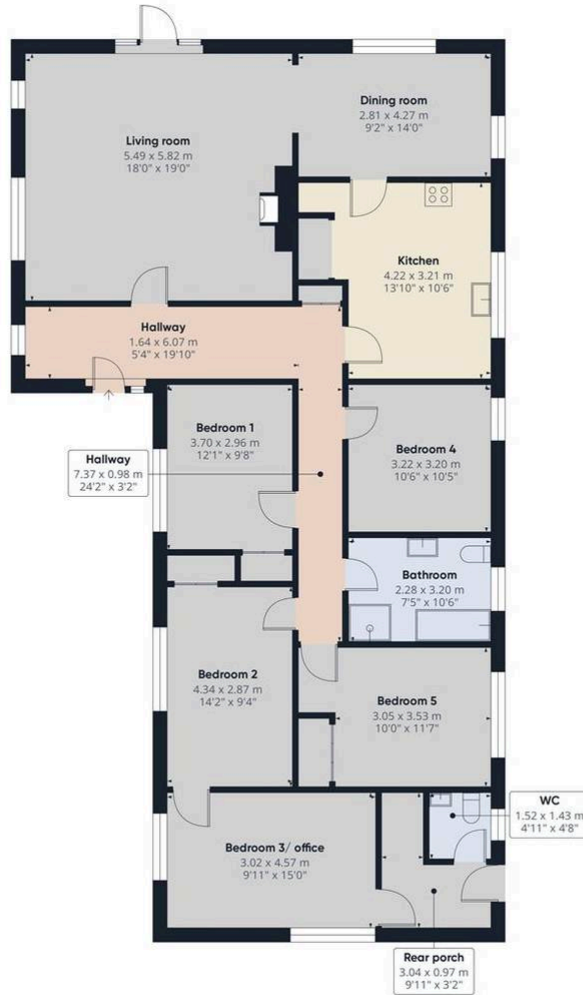 Dining room
2.81 x 4.27 m
9'2" x 14'0"
Living room
5.49 x 5.82 m
18'0" x 19'0"
Kitchen
4.22 x 3.21 m
13'10" x 10'6"
Hallway
1.64 x 6.07 m
5'4" x 19'10"
Bedroom 1
3.70 x 2.96 m
12'1" x 9'8"
Bedroom 4
3.22 x 3.20 m
10'6" x 10'5"
Hallway
7.37 x 0.98 m
24'2" x 3'2"
Bathroom
2.28 x 3.20 m
7'5" x 10'6"
Bedroom 2
4.34 x 2.87 m
14'2" x 9'4"
Bedroom 5
3.05 x 3.53 m
10'0" x 11'7"
WC
1.52 x 1.43 m
4'11" x 4'8"
Bedroom 3/ office
3.02 x 4.57 m
9'11" x 15'0"
Rear porch
3.04 x 0.97 m
9'11" x 3'2"